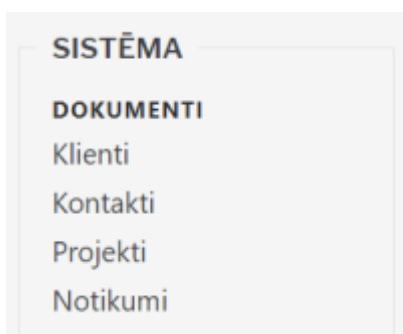 SISTĒMA
DOKUMENTI
Klienti
Kontakti
Projekti
Notikumi